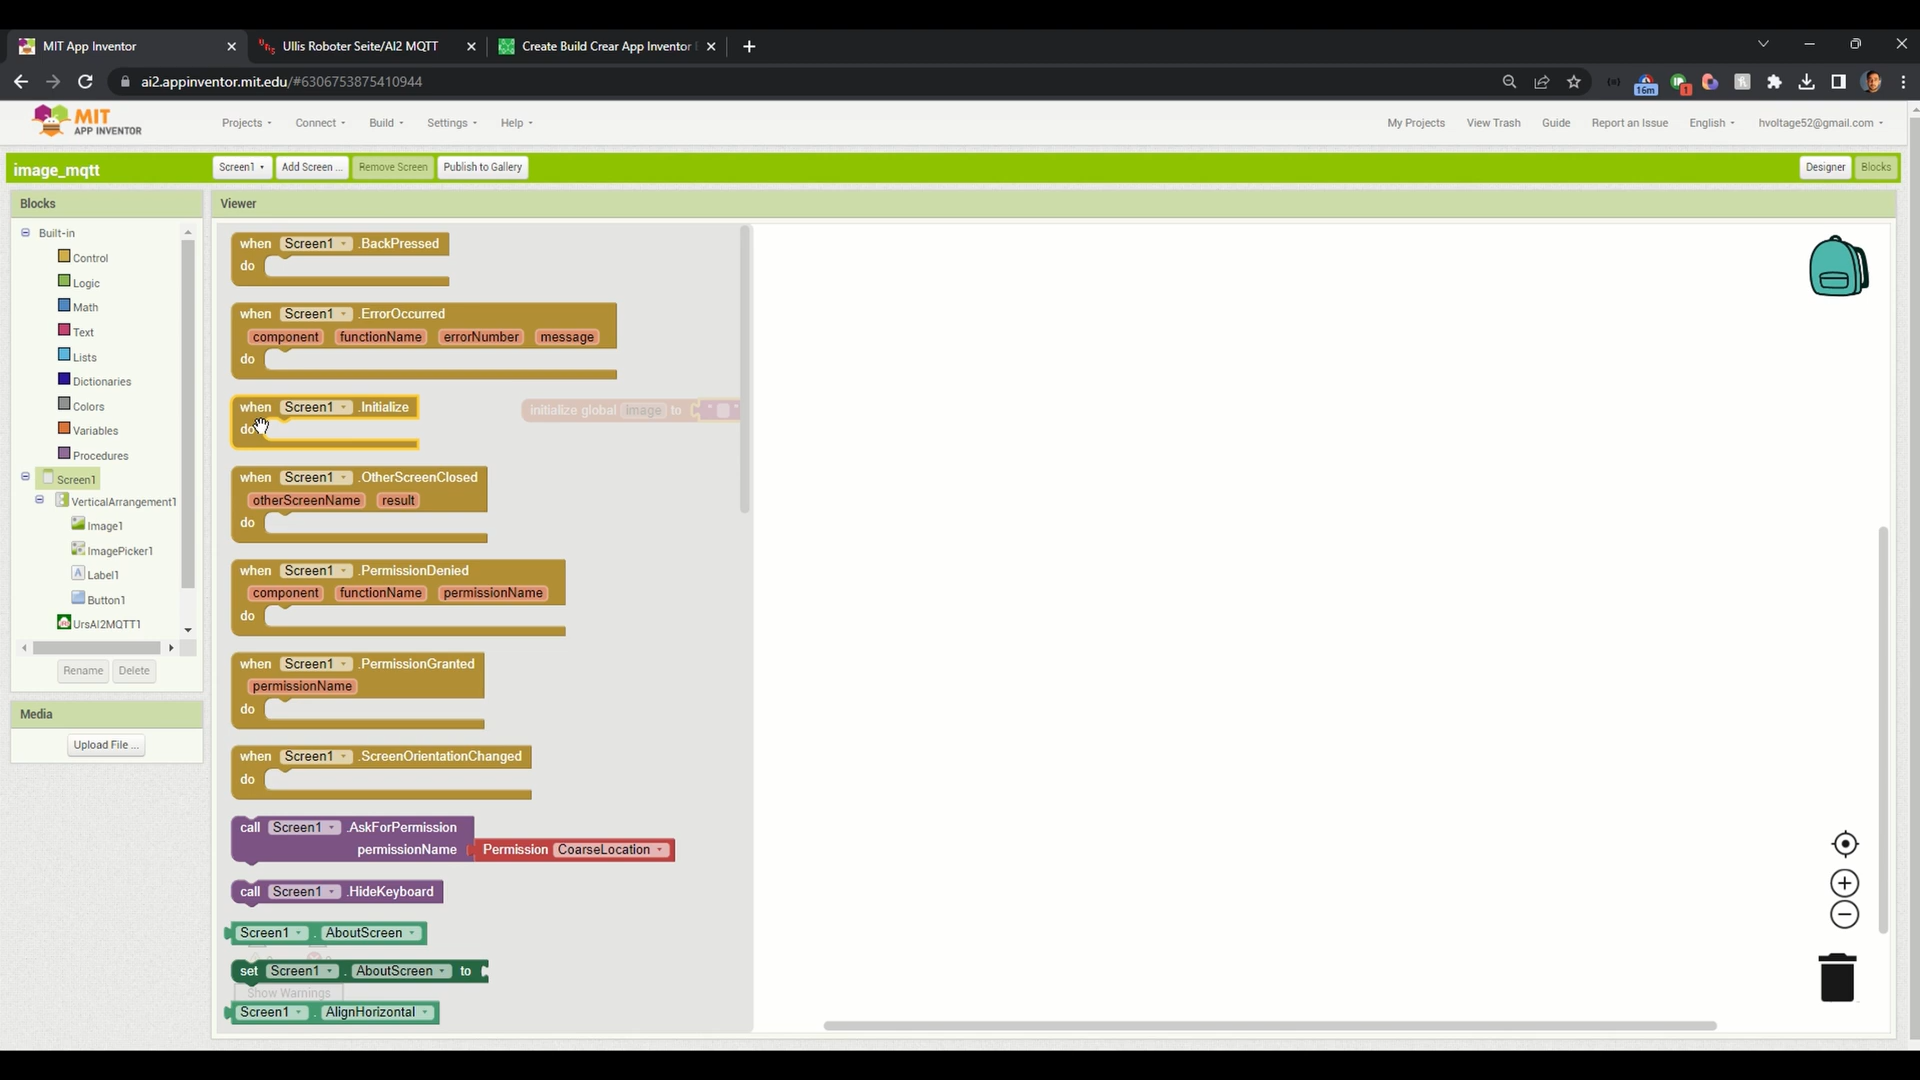 MIT App Inventor
Ullis Roboter Seite/AI2 MQTT
Create Build Crear App Inventor
ai2.appinventor.mit.edu/#6306753875410944
16m
1
MIT
APP INVENTOR
Projects
Connect
Build
Settings
Help
My Projects
View Trash
Guide
Report an Issue
English
hvoltage52@gmail.com
image_mqtt
Screen1
Add Screen ...
Remove Screen
Publish to Gallery
Designer
Blocks
Blocks
Viewer
Built-in
Control
Logic
Math
Text
Lists
Dictionaries
Colors
Variables
Procedures
Screen1
VerticalArrangement1
Image1
ImagePicker1
Label1
Button1
UrsAI2MQTT1
Rename
Delete
Media
Upload File ...
when Screen1 .BackPressed
do
when Screen1 .ErrorOccurred
component functionName errorNumber message
do
when Screen1 .Initialize
do
initialize global image to " "
when Screen1 .OtherScreenClosed
otherScreenName result
do
when Screen1 .PermissionDenied
component functionName permissionName
do
when Screen1 .PermissionGranted
permissionName
do
when Screen1 .ScreenOrientationChanged
do
call Screen1 .AskForPermission
permissionName Permission CoarseLocation
call Screen1 .HideKeyboard
Screen1 . AboutScreen
set Screen1 . AboutScreen to
Show Warnings
Screen1 . AlignHorizontal